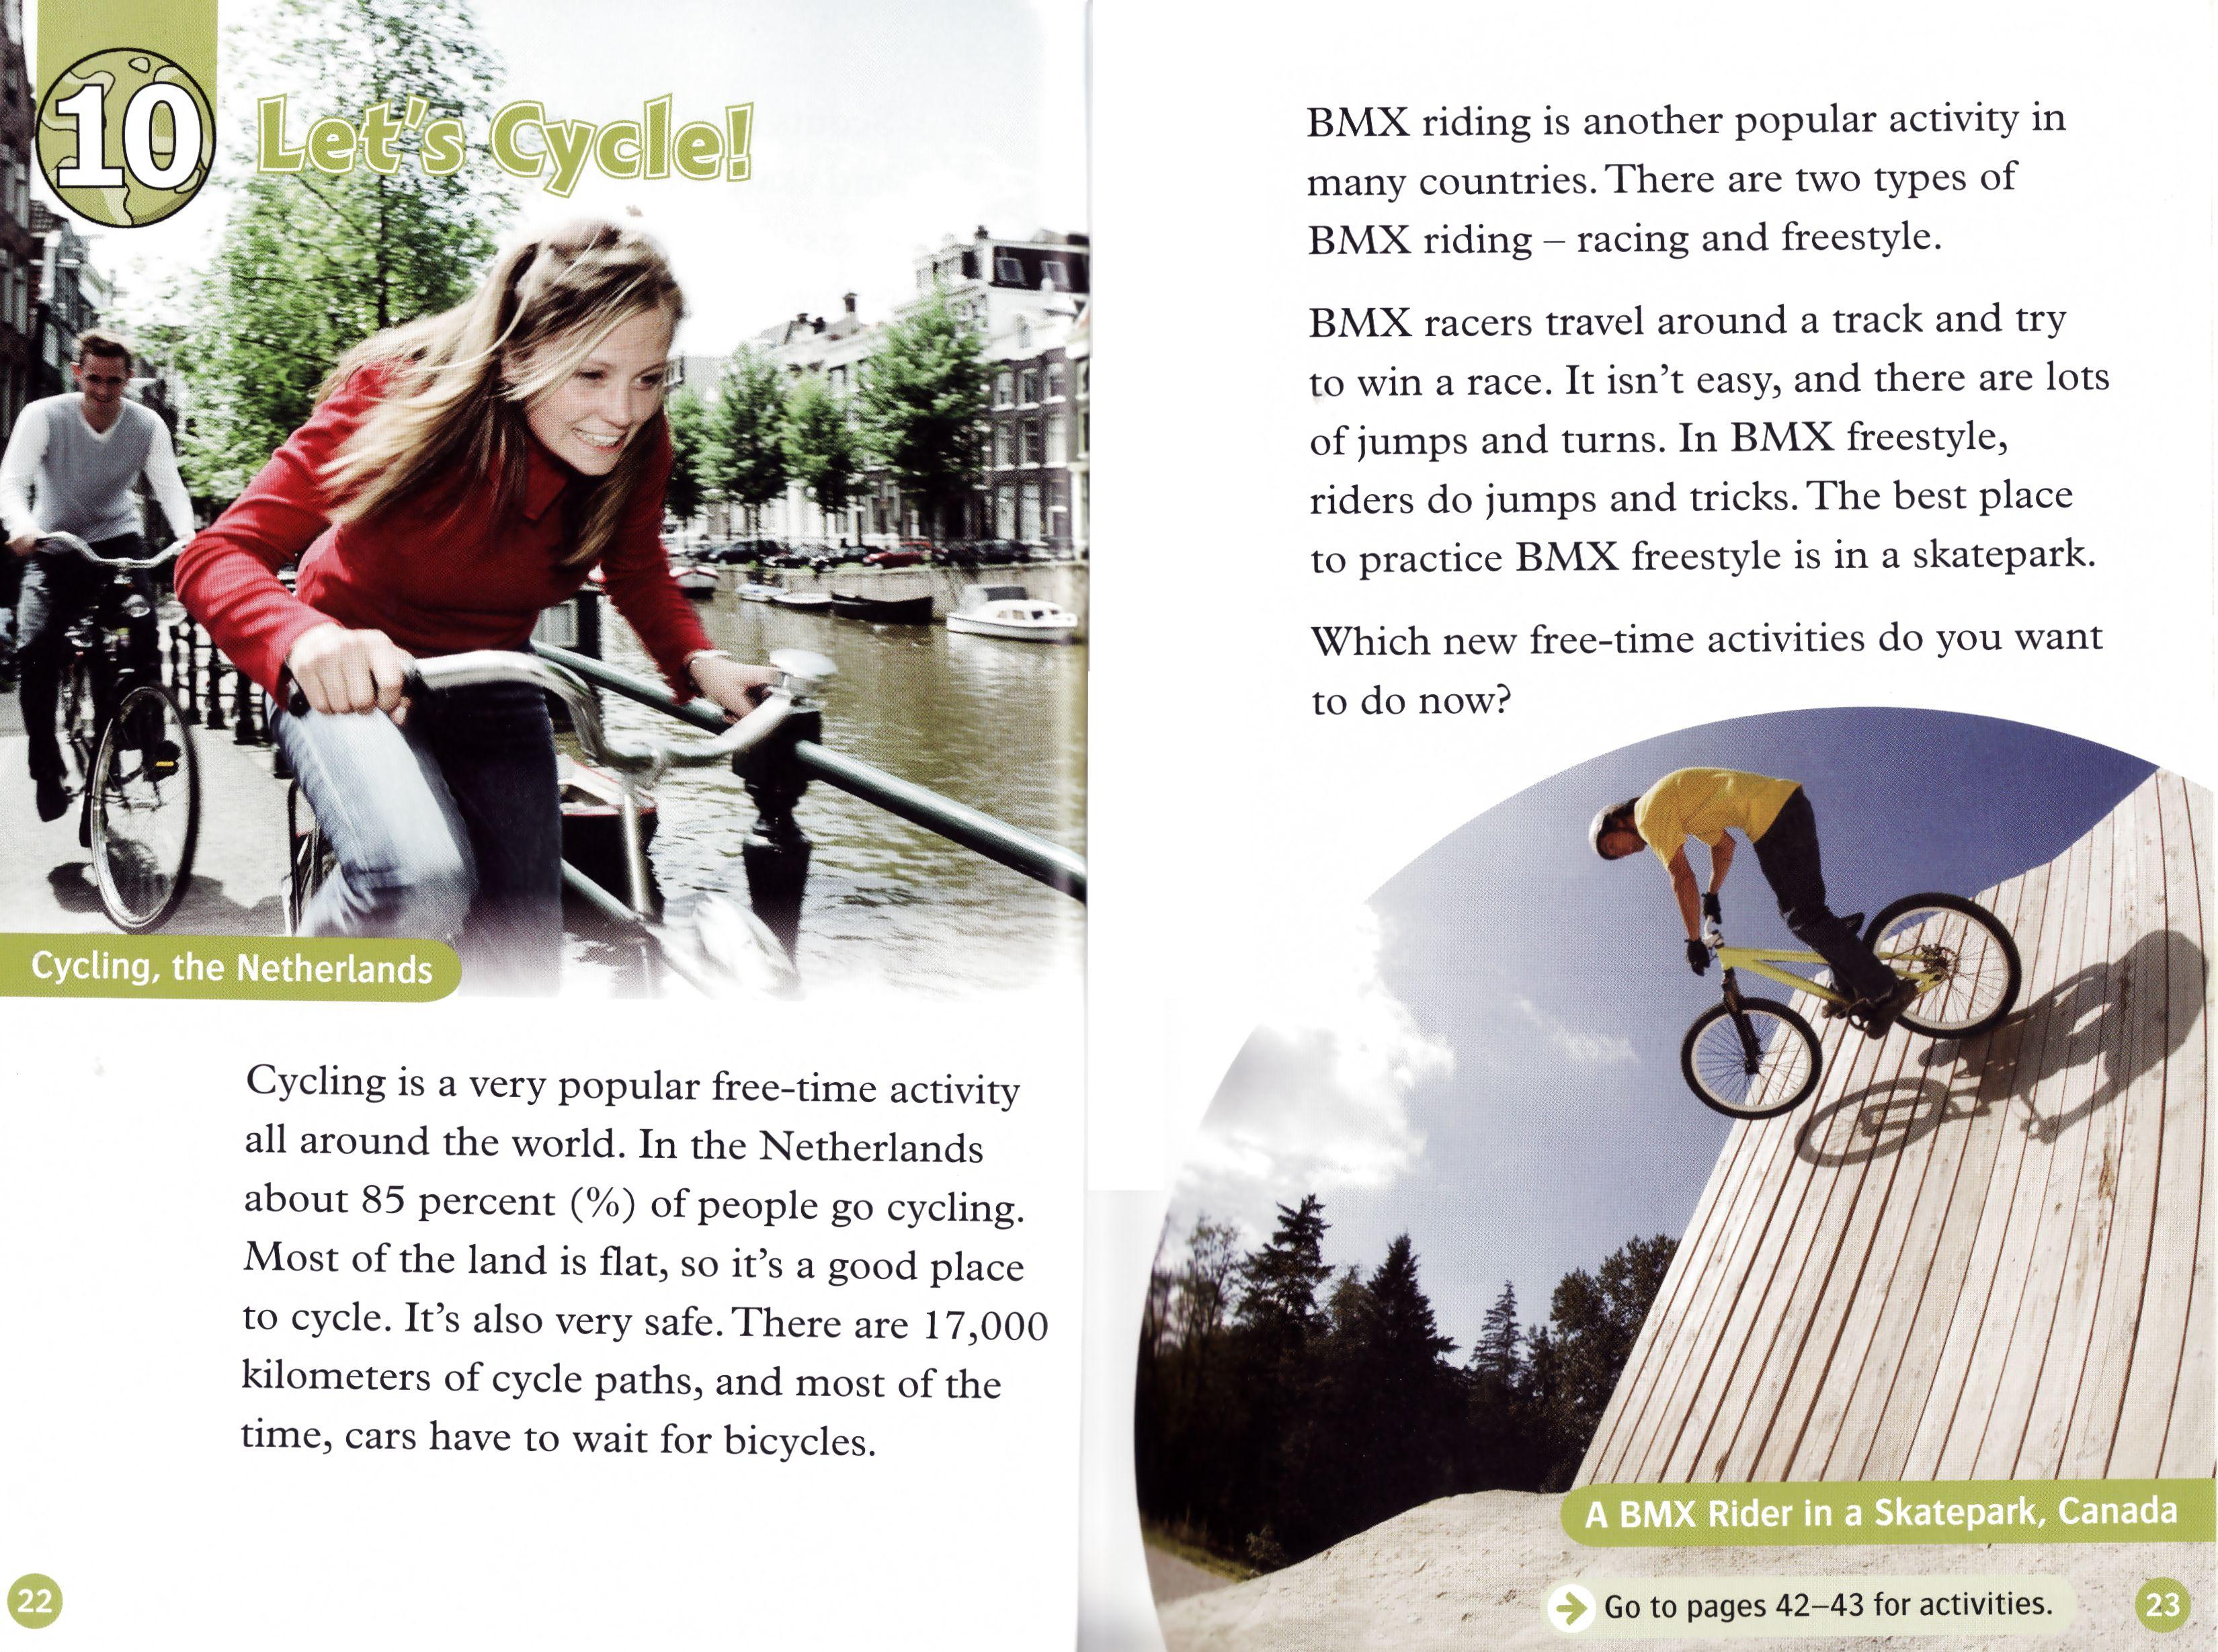 10
Let's Cycle!
Cycling, the Netherlands
Cycling is a very popular free-time activity
all around the world. In the Netherlands
about 85 percent (%) of people go cycling.
Most of the land is flat, so it's a good place
to cycle. It's also very safe. There are 17,000
kilometers of cycle paths, and most of the
time, cars have to wait for bicycles.
22
BMX riding is another popular activity in
many countries. There are two types of
BMX riding – racing and freestyle.
BMX racers travel around a track and try
to win a race. It isn't easy, and there are lots
of jumps and turns. In BMX freestyle,
riders do jumps and tricks. The best place
to practice BMX freestyle is in a skatepark.
Which new free-time activities do you want
to do now?
A BMX Rider in a Skatepark, Canada
Go to pages 42–43 for activities.
23